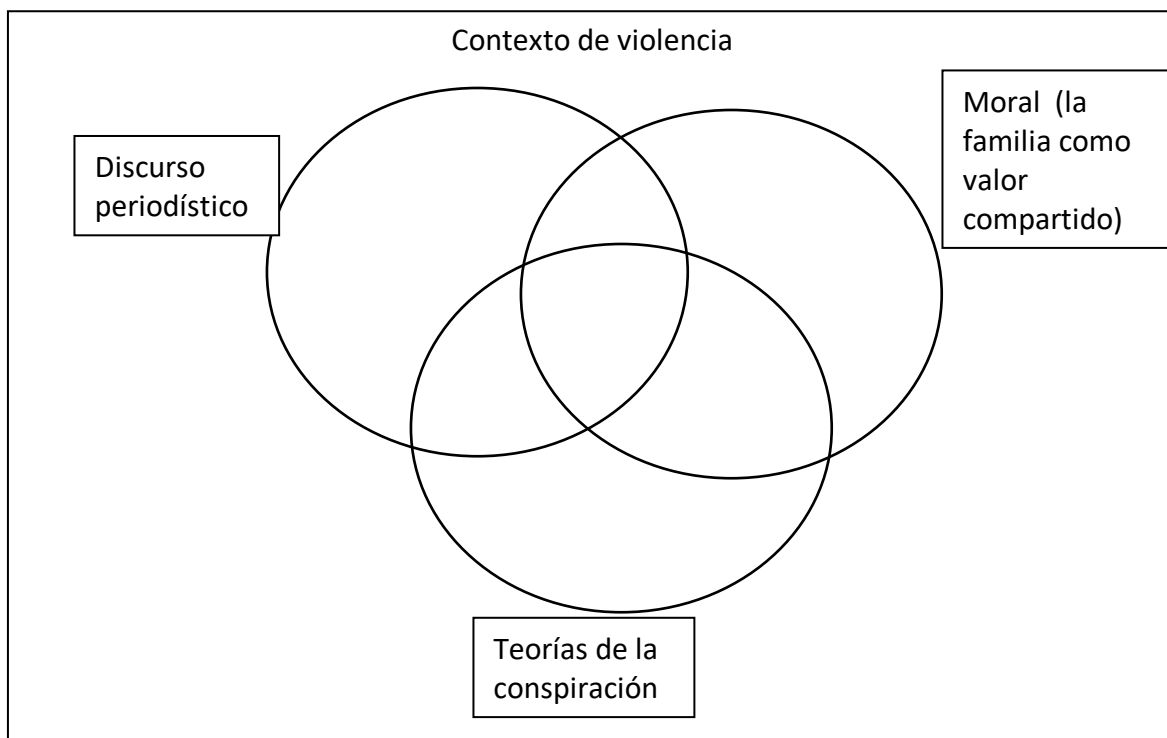 Contexto de violencia
Discurso
periodístico
Moral (la
familia como
valor
compartido)
Teorías de la
conspiración